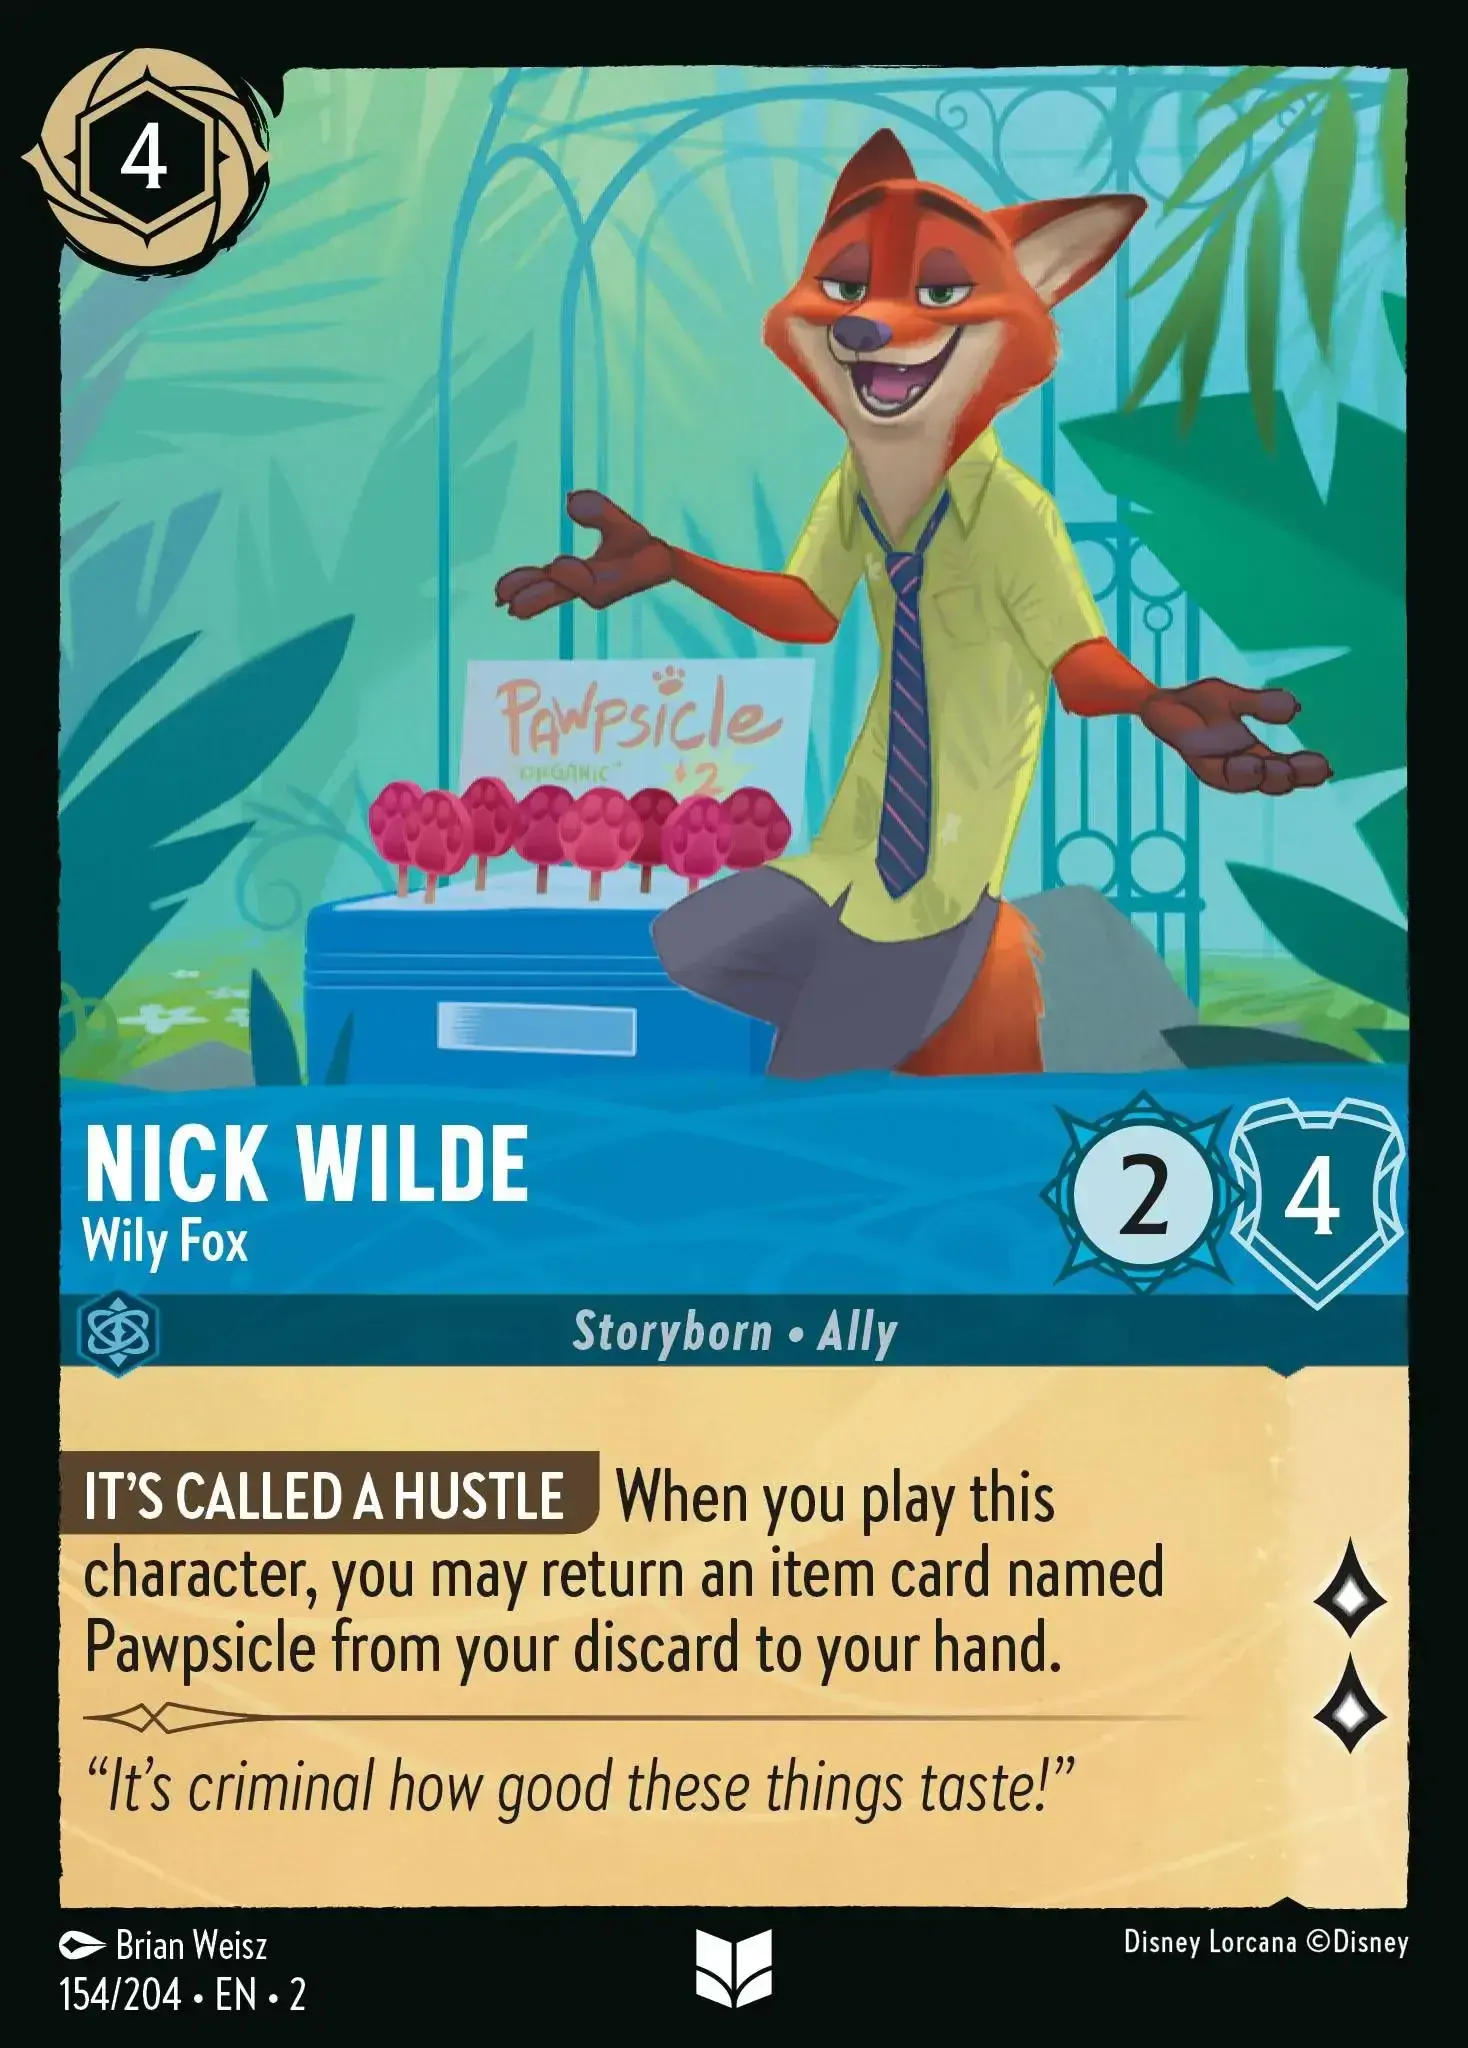 4
PAWPSICLE
"ORGANIC" $2
NICK WILDE
Wily Fox
2 4
Storyborn • Ally
IT'S CALLED A HUSTLE When you play this
character, you may return an item card named
Pawpsicle from your discard to your hand.
“It's criminal how good these things taste!”
Brian Weisz
Disney Lorcana ©Disney
154/204 • EN • 2